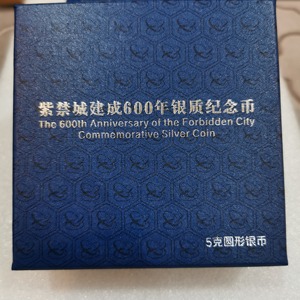 紫禁城建成600年银质纪念币
The 600th Anniversary of the Forbidden City
Commemorative Silver Coin
5克圆形银币